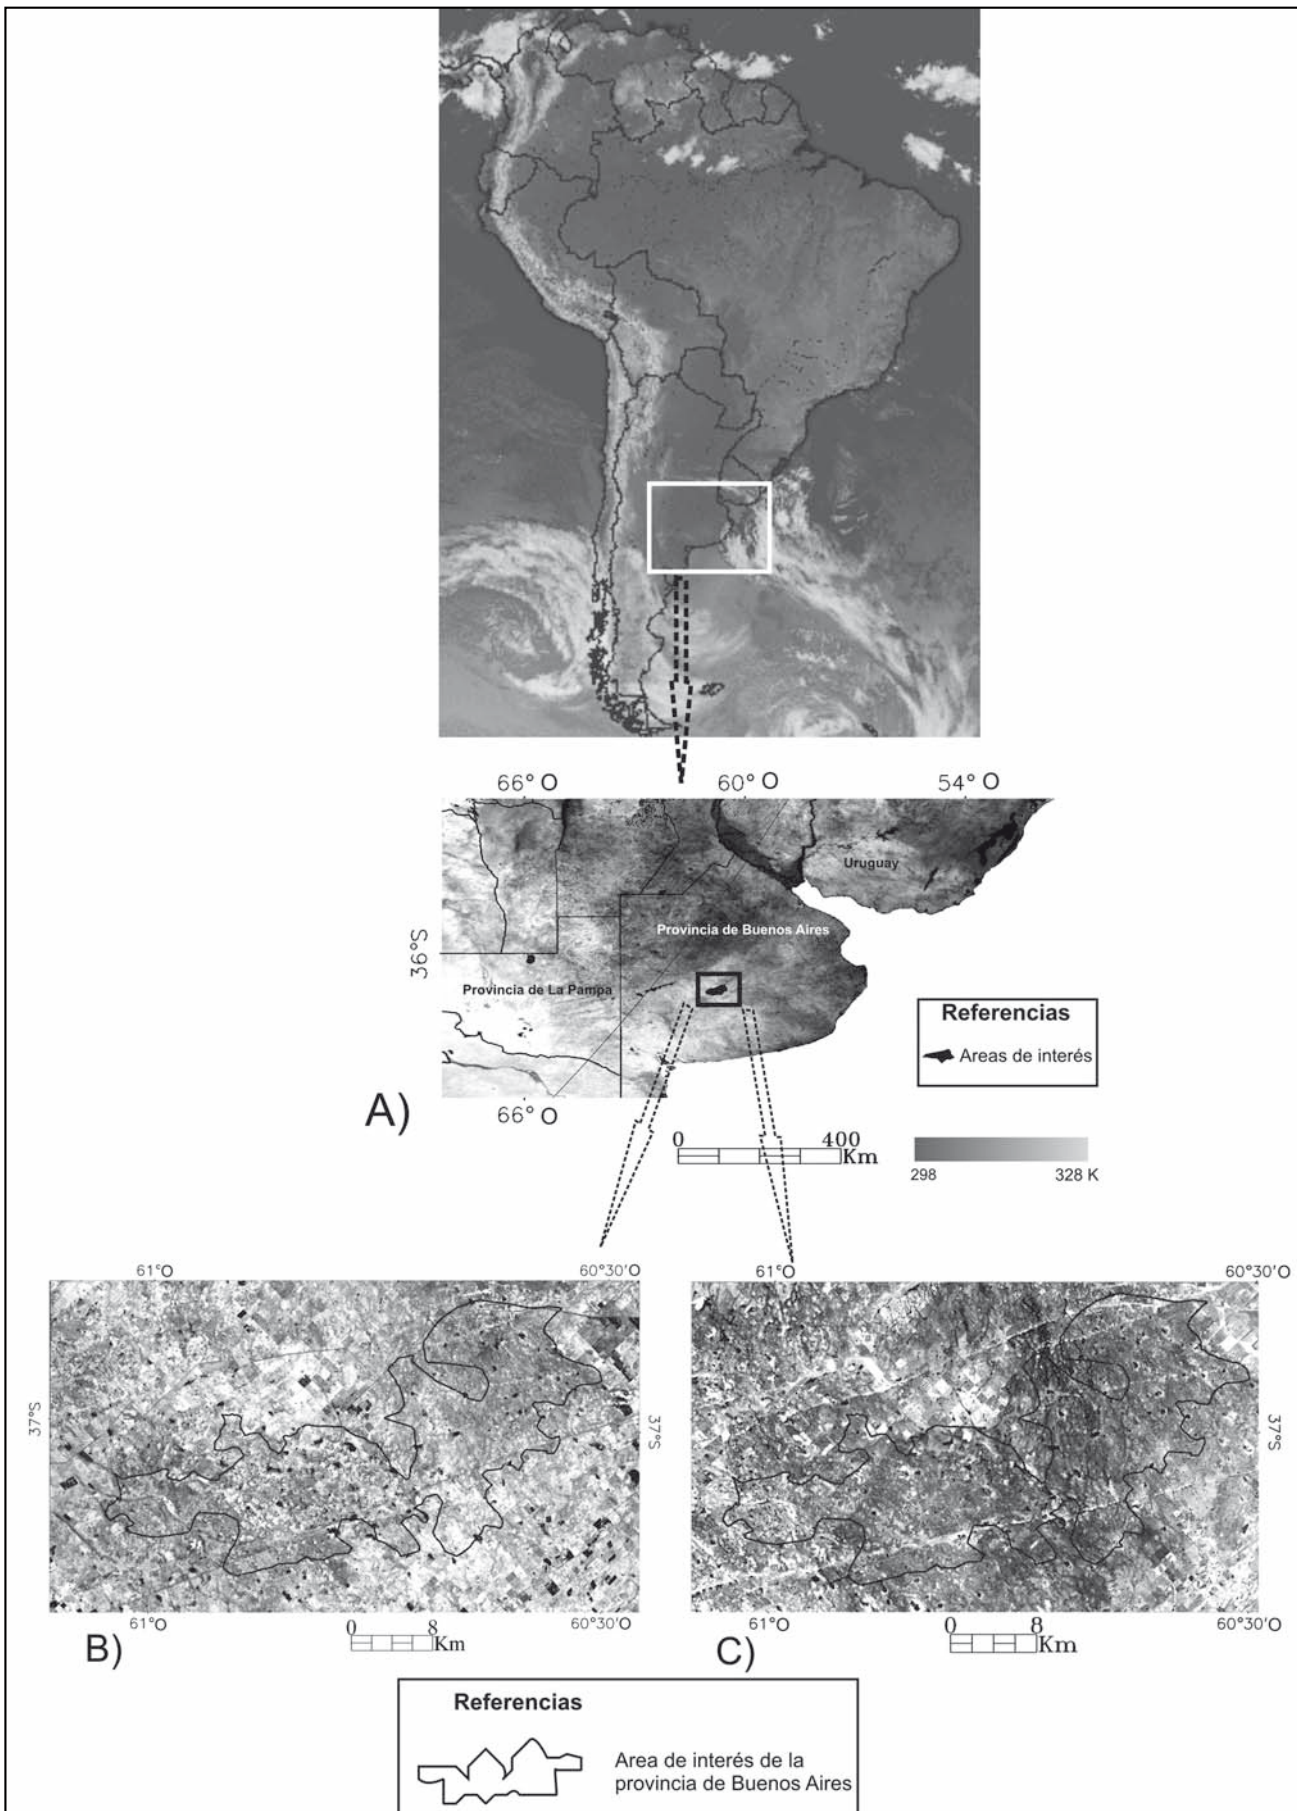 66° O
60° O
54° O
Uruguay
Provincia de Buenos Aires
36°S
Provincia de La Pampa
Referencias
Areas de interés
66° O
A)
0
400
Km
298
328 K
61°O
60°30'O
61°O
60°30'O
37°S
37°S
37°S
61°O
60°30'O
61°O
60°30'O
B)
0
8
Km
C)
0
8
Km
Referencias
Area de interés de la
provincia de Buenos Aires